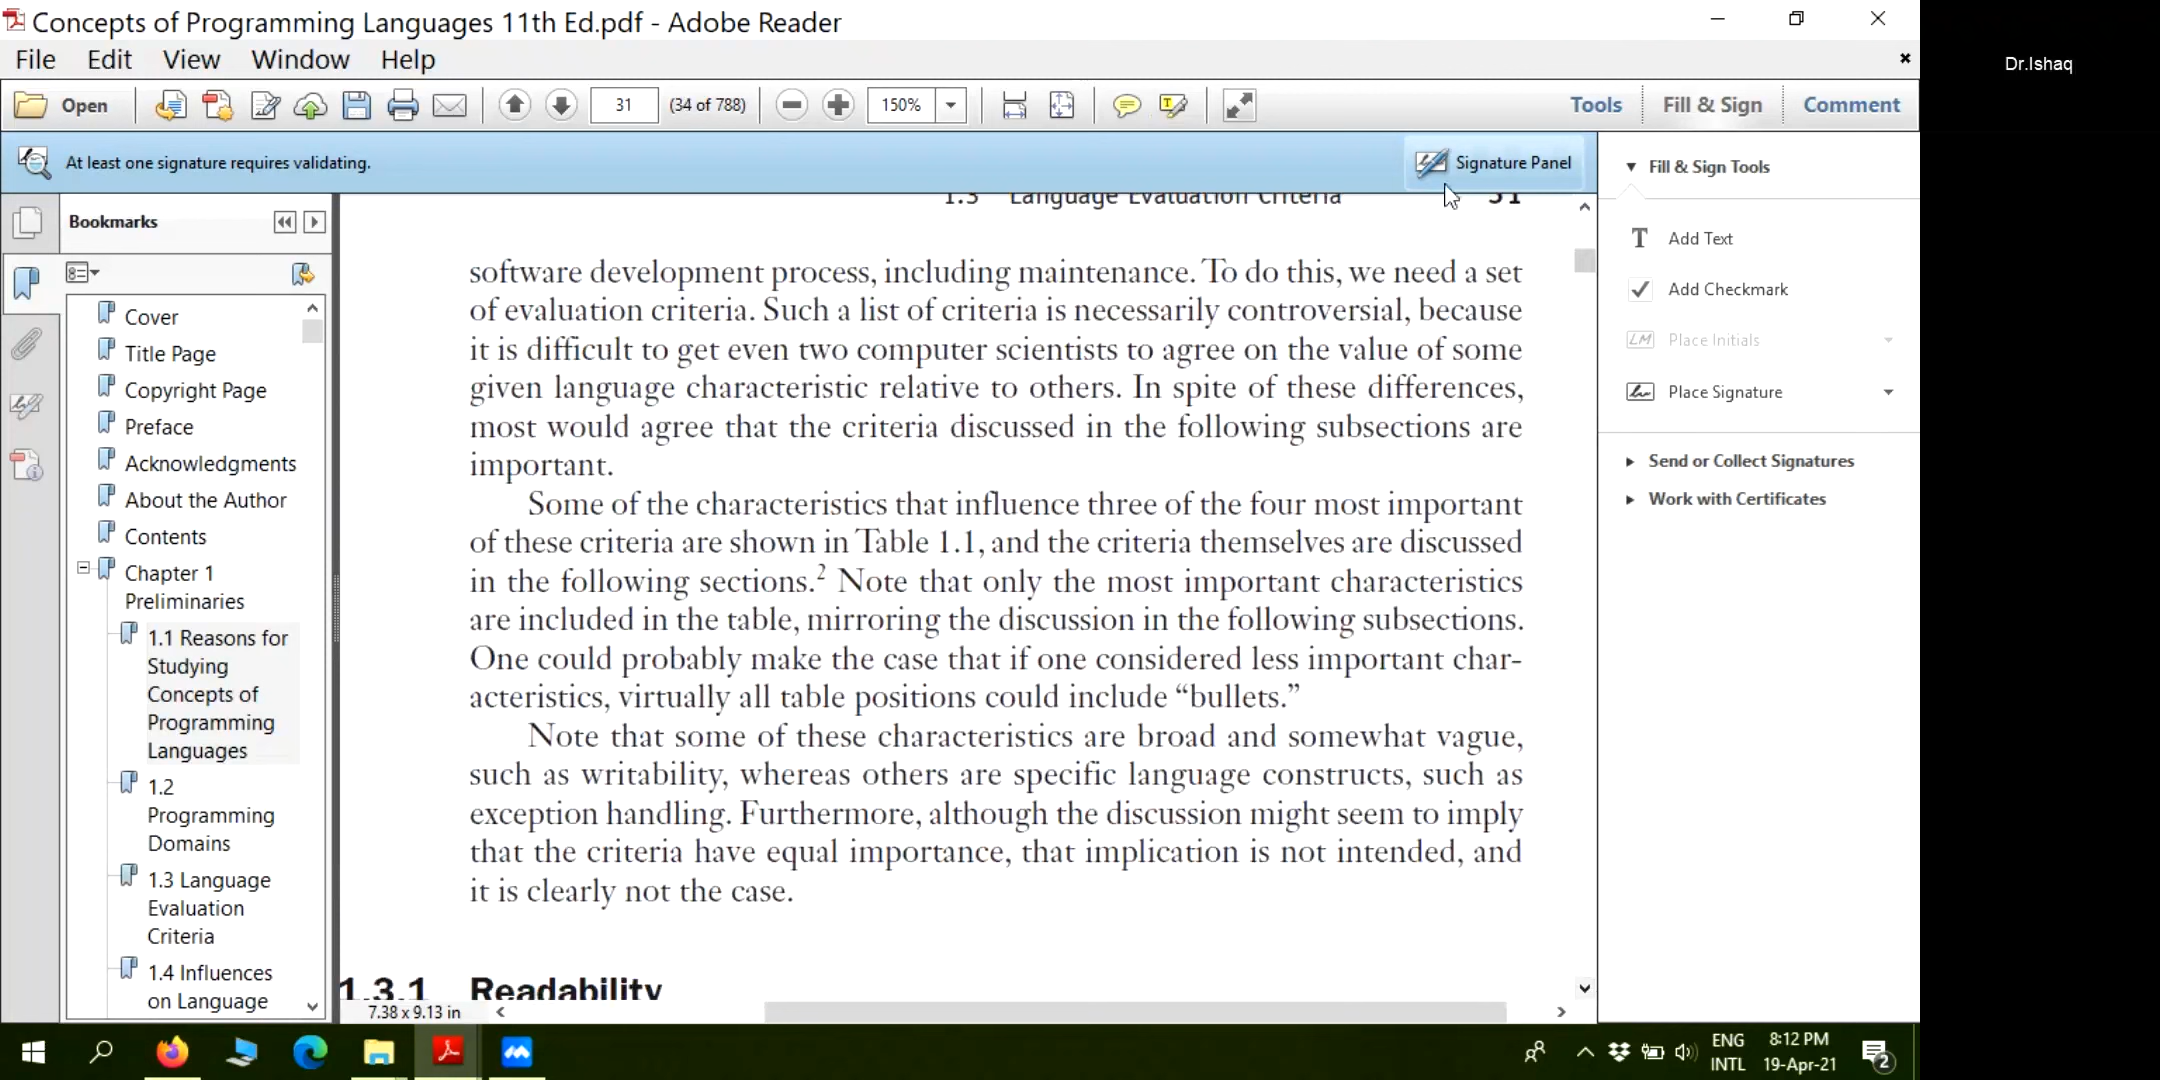 Concepts of Programming Languages 11th Ed.pdf - Adobe Reader
File Edit View Window Help
Dr.Ishaq
Open 31 (34 of 788) 150% Tools Fill & Sign Comment
At least one signature requires validating.
Signature Panel
Fill & Sign Tools
Add Text
Add Checkmark
Place Initials
Place Signature
Send or Collect Signatures
Work with Certificates
Bookmarks
Cover
Title Page
Copyright Page
Preface
Acknowledgments
About the Author
Contents
Chapter 1
Preliminaries
1.1 Reasons for
Studying
Concepts of
Programming
Languages
1.2
Programming
Domains
1.3 Language
Evaluation
Criteria
1.4 Influences
on Language
1.3 Language Evaluation Criteria 31
software development process, including maintenance. To do this, we need a set
of evaluation criteria. Such a list of criteria is necessarily controversial, because
it is difficult to get even two computer scientists to agree on the value of some
given language characteristic relative to others. In spite of these differences,
most would agree that the criteria discussed in the following subsections are
important.
Some of the characteristics that influence three of the four most important
of these criteria are shown in Table 1.1, and the criteria themselves are discussed
in the following sections.2 Note that only the most important characteristics
are included in the table, mirroring the discussion in the following subsections.
One could probably make the case that if one considered less important char-
acteristics, virtually all table positions could include “bullets.”
Note that some of these characteristics are broad and somewhat vague,
such as writability, whereas others are specific language constructs, such as
exception handling. Furthermore, although the discussion might seem to imply
that the criteria have equal importance, that implication is not intended, and
it is clearly not the case.
1.3.1 Readability
7.38 x 9.13 in
ENG
INTL
8:12 PM
19-Apr-21
2